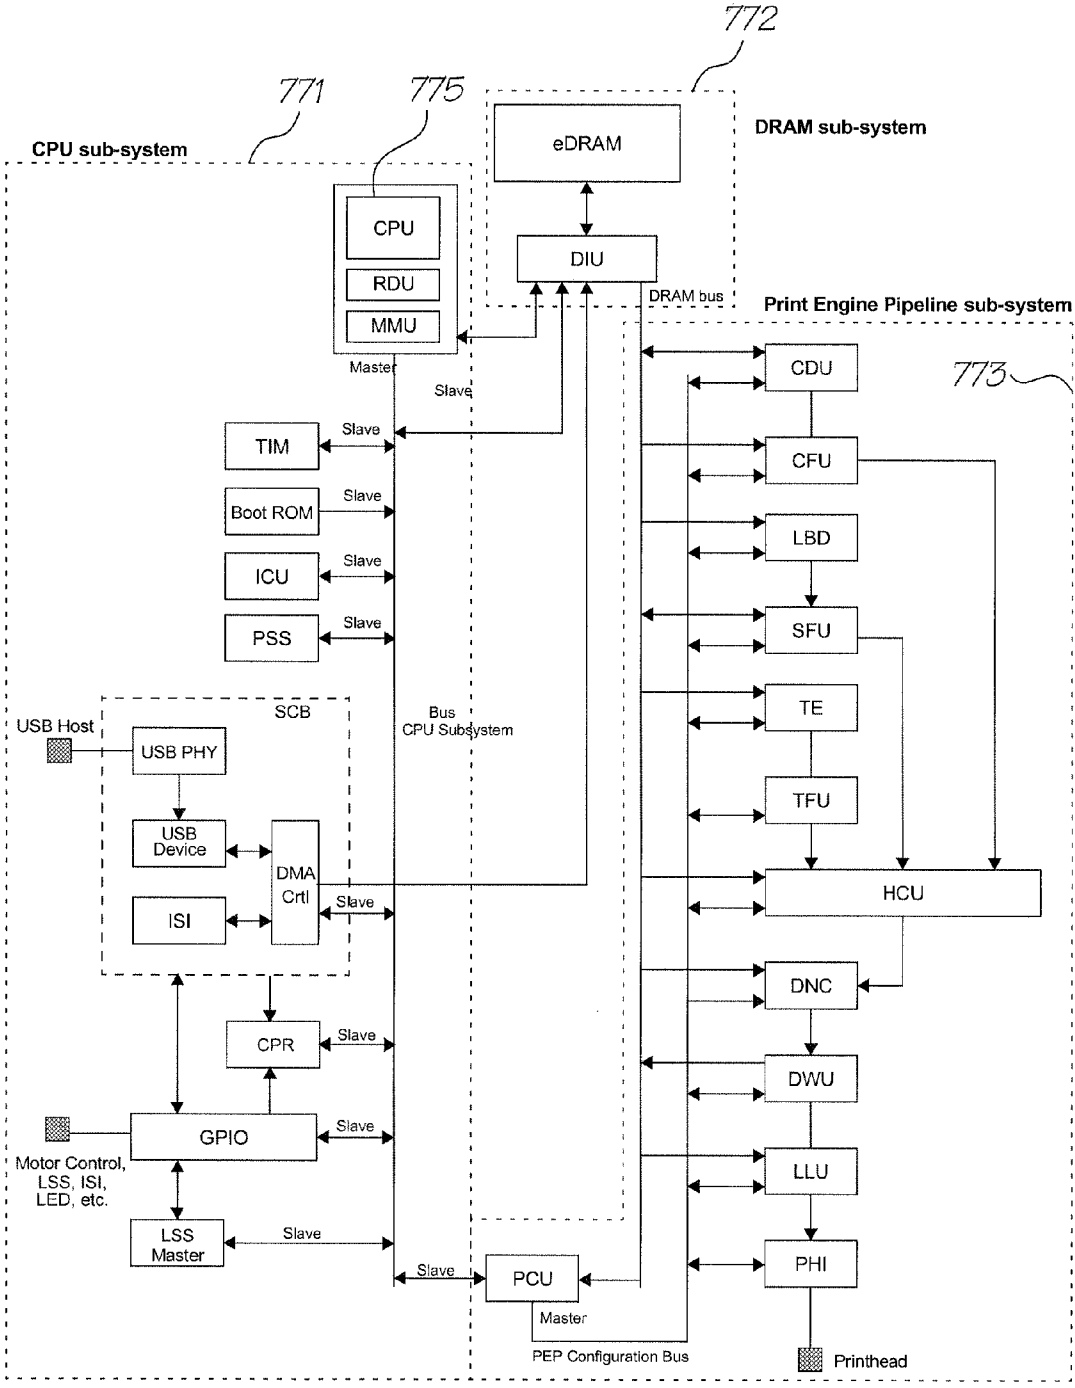 772
771
775
DRAM sub-system
CPU sub-system
eDRAM
CPU
DIU
RDU
DRAM bus
Print Engine Pipeline sub-system
MMU
Master
Slave
CDU
773
TIM
Slave
CFU
Boot ROM
Slave
LBD
ICU
Slave
PSS
Slave
SFU
SCB
Bus
CPU Subsystem
TE
USB Host
USB PHY
TFU
USB
Device
DMA
Crtl
HCU
Slave
ISI
DNC
CPR
Slave
DWU
GPIO
Slave
Motor Control,
LSS, ISI,
LED, etc.
LLU
LSS
Master
Slave
PHI
Slave
PCU
Master
PEP Configuration Bus
Printhead